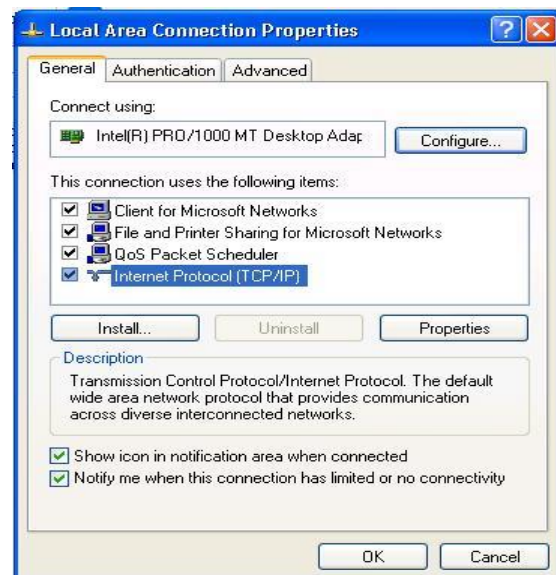 Local Area Connection Properties
General Authentication Advanced
Connect using:
Intel(R) PRO/1000 MT Desktop Adap
Configure...
This connection uses the following items:
Client for Microsoft Networks
File and Printer Sharing for Microsoft Networks
QoS Packet Scheduler
Internet Protocol (TCP/IP)
Install... Uninstall Properties
Description
Transmission Control Protocol/Internet Protocol. The default
wide area network protocol that provides communication
across diverse interconnected networks.
Show icon in notification area when connected
Notify me when this connection has limited or no connectivity
OK Cancel